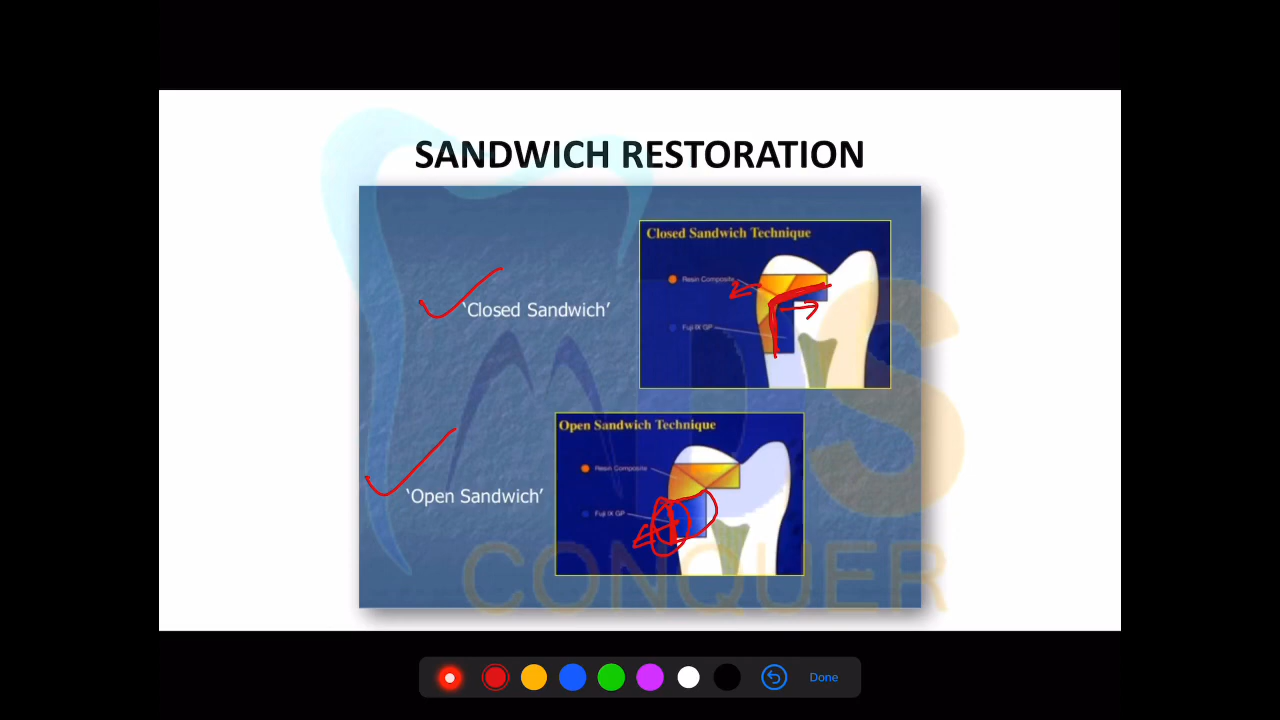 SANDWICH RESTORATION
Closed Sandwich Technique
Resin Composite
'Closed Sandwich'
Fuji IX GP
Open Sandwich Technique
Resin Composite
'Open Sandwich'
Fuji IX GP
MDS
CONQUER
Done